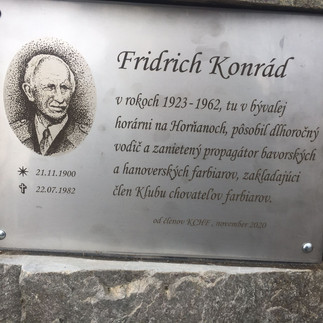 Fridrich Konrád
v rokoch 1923 - 1962, tu v bývalej
horárni na Horňanoch, pôsobil dlhoročný
vodič a zanietený propagátor bavorských
a hanoverských farbiarov, zakladajúci
člen Klubu chovateľov farbiarov.
21.11.1900
22.07.1982
od členov KCHF, november 2020